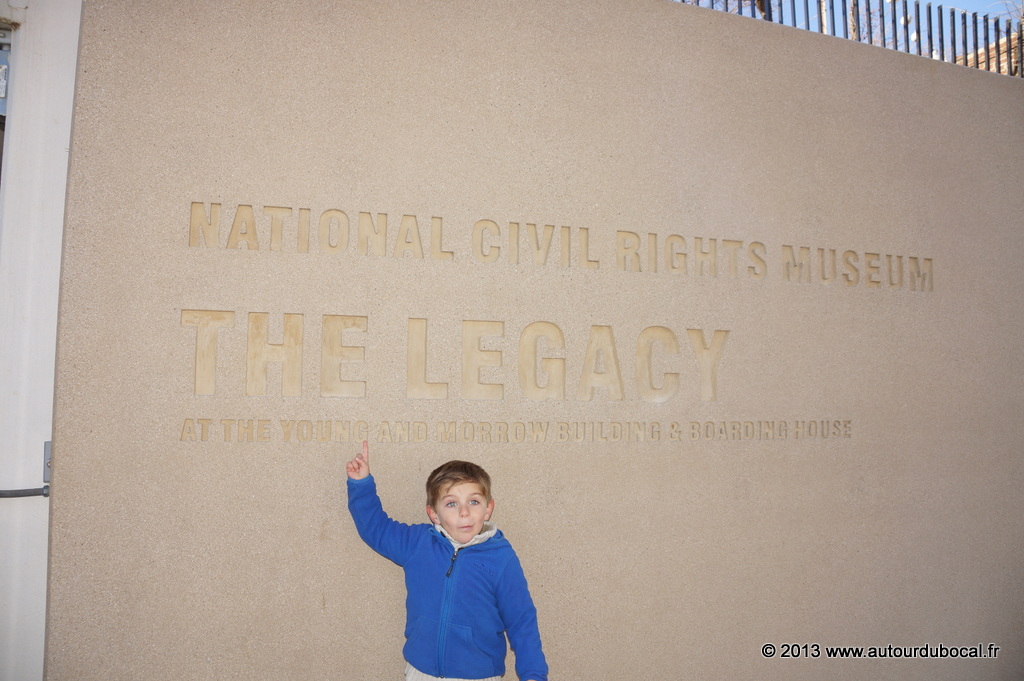 NATIONAL CIVIL RIGHTS MUSEUM
THE LEGACY
AT THE YOUNG AND MORROW BUILDING & BOARDING HOUSE
© 2013 www.autourdubocal.fr